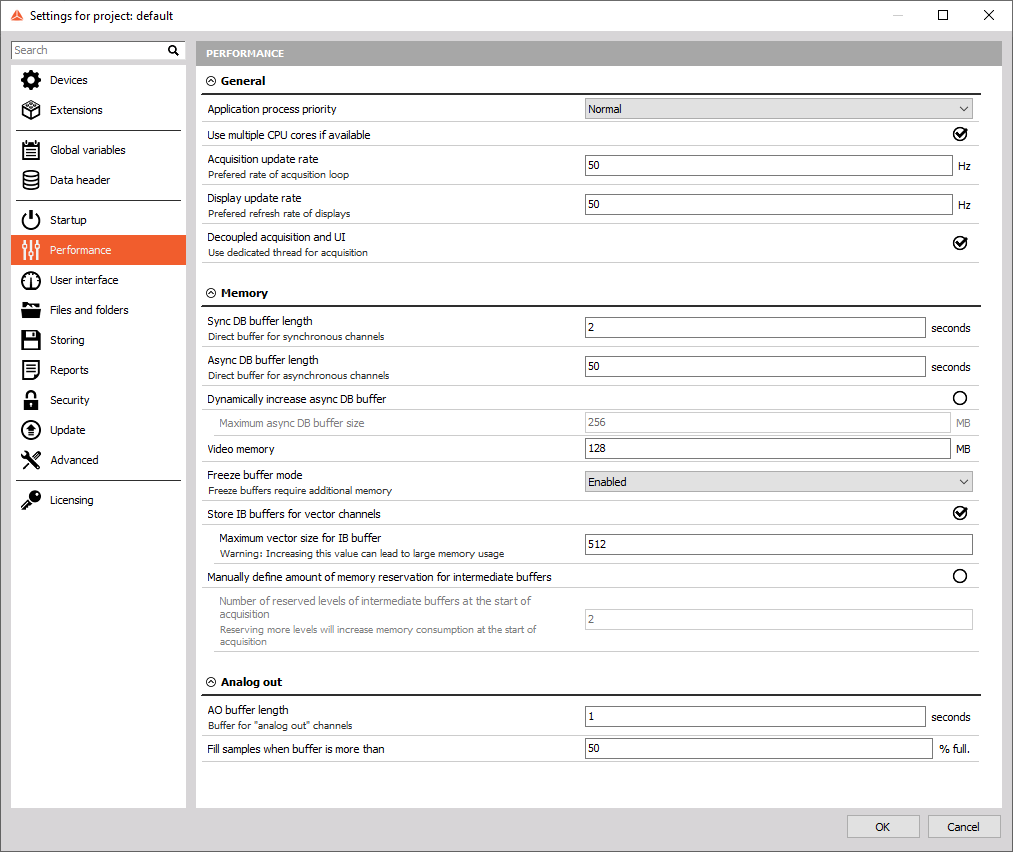 Settings for project: default
Search
Devices
Extensions
Global variables
Data header
Startup
Performance
User interface
Files and folders
Storing
Reports
Security
Update
Advanced
Licensing
PERFORMANCE
General
Application process priority
Normal
Use multiple CPU cores if available
Acquisition update rate
Prefered rate of acqusition loop
50 Hz
Display update rate
Prefered refresh rate of displays
50 Hz
Decoupled acquisition and UI
Use dedicated thread for acquisition
Memory
Sync DB buffer length
Direct buffer for synchronous channels
2 seconds
Async DB buffer length
Direct buffer for asynchronous channels
50 seconds
Dynamically increase async DB buffer
Maximum async DB buffer size
256 MB
Video memory
128 MB
Freeze buffer mode
Freeze buffers require additional memory
Enabled
Store IB buffers for vector channels
Maximum vector size for IB buffer
Warning: Increasing this value can lead to large memory usage
512
Manually define amount of memory reservation for intermediate buffers
Number of reserved levels of intermediate buffers at the start of
acquisition
Reserving more levels will increase memory consumption at the start of
acquisition
2
Analog out
AO buffer length
Buffer for "analog out" channels
1 seconds
Fill samples when buffer is more than
50 % full.
OK
Cancel